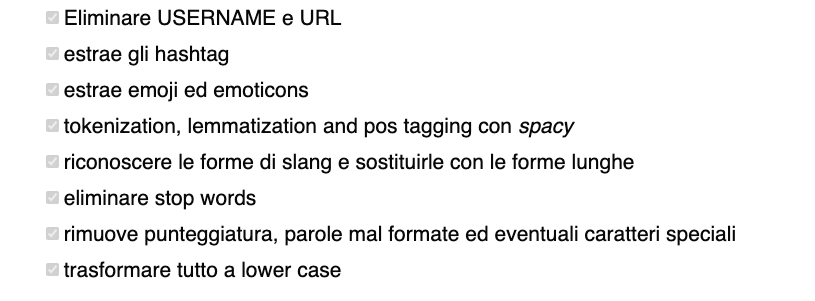 Eliminare USERNAME e URL
estrae gli hashtag
estrae emoji ed emoticons
tokenization, lemmatization and pos tagging con spacy
riconoscere le forme di slang e sostituirle con le forme lunghe
eliminare stop words
rimuove punteggiatura, parole mal formate ed eventuali caratteri speciali
trasformare tutto a lower case